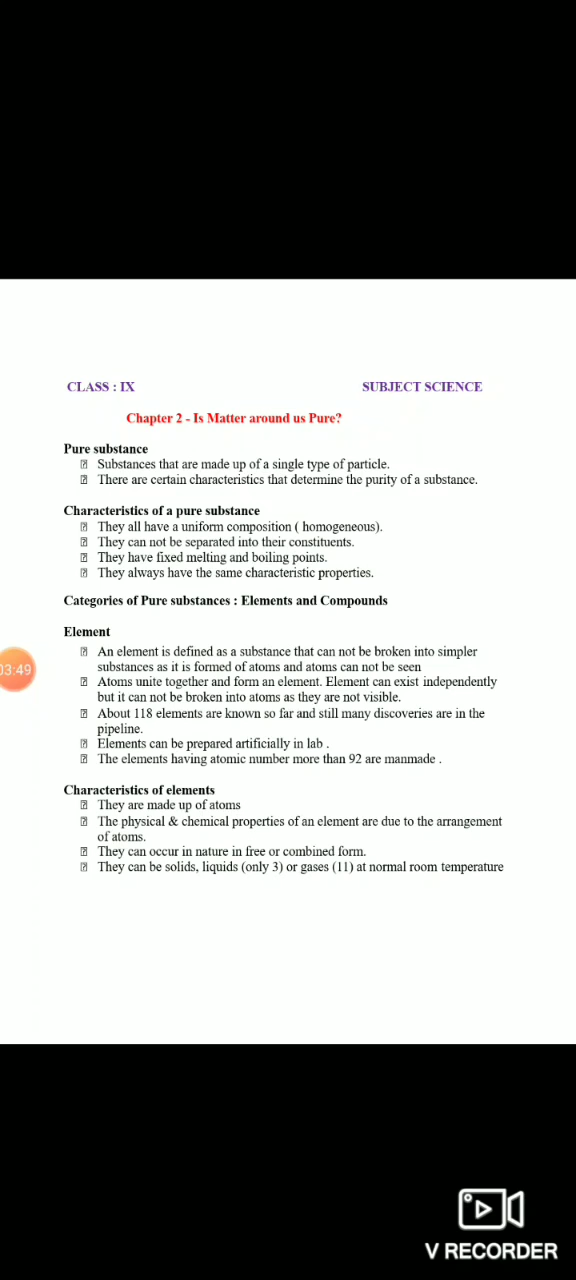 CLASS : IX SUBJECT SCIENCE
Chapter 2 - Is Matter around us Pure?
Pure substance
Substances that are made up of a single type of particle.
There are certain characteristics that determine the purity of a substance.
Characteristics of a pure substance
They all have a uniform composition ( homogeneous).
They can not be separated into their constituents.
They have fixed melting and boiling points.
They always have the same characteristic properties.
Categories of Pure substances : Elements and Compounds
Element
An element is defined as a substance that can not be broken into simpler
substances as it is formed of atoms and atoms can not be seen
Atoms unite together and form an element. Element can exist independently
but it can not be broken into atoms as they are not visible.
About 118 elements are known so far and still many discoveries are in the
pipeline.
Elements can be prepared artificially in lab .
The elements having atomic number more than 92 are manmade .
Characteristics of elements
They are made up of atoms
The physical & chemical properties of an element are due to the arrangement
of atoms.
They can occur in nature in free or combined form.
They can be solids, liquids (only 3) or gases (11) at normal room temperature
03:49
V RECORDER